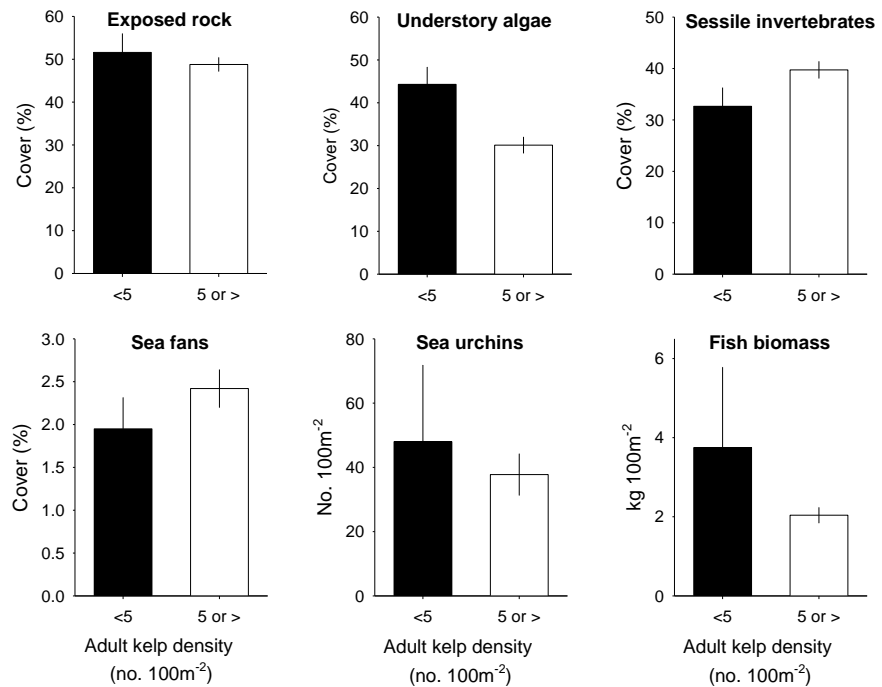 Exposed rock
Cover (%)
60
50
40
30
20
10
0
<5
5 or >
Understory algae
Cover (%)
60
50
40
30
20
10
0
<5
5 or >
Sessile invertebrates
Cover (%)
50
40
30
20
10
0
<5
5 or >
Sea fans
Cover (%)
3.0
2.5
2.0
1.5
1.0
0.5
0.0
<5
5 or >
Adult kelp density
(no. 100m⁻²)
Sea urchins
No. 100m⁻²
80
60
40
20
0
<5
5 or >
Adult kelp density
(no. 100m⁻²)
Fish biomass
kg 100m⁻²
6
4
2
0
<5
5 or >
Adult kelp density
(no. 100m⁻²)